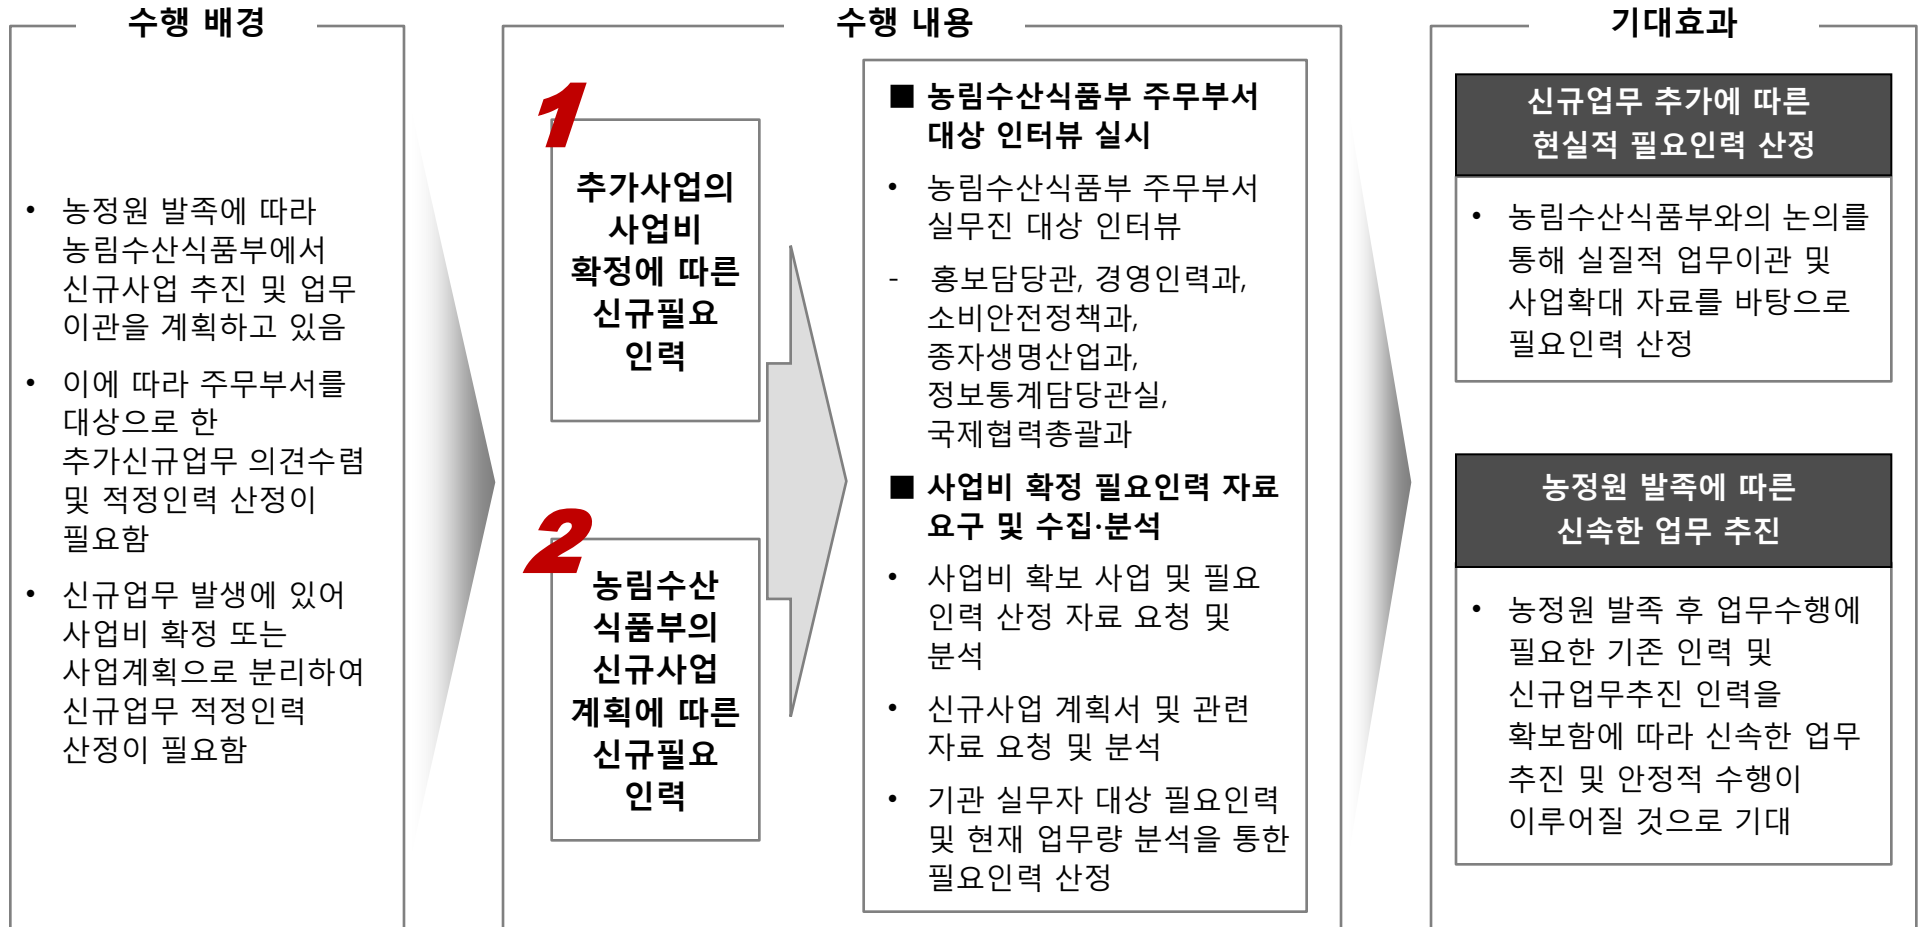 수행 배경
• 농정원 발족에 따라
농림수산식품부에서
신규사업 추진 및 업무
이관을 계획하고 있음
• 이에 따라 주무부서를
대상으로 한
추가신규업무 의견수렴
및 적정인력 산정이
필요함
• 신규업무 발생에 있어
사업비 확정 또는
사업계획으로 분리하여
신규업무 적정인력
산정이 필요함
수행 내용
1
추가사업의
사업비
확정에 따른
신규필요
인력
2
농림수산
식품부의
신규사업
계획에 따른
신규필요
인력
■ 농림수산식품부 주무부서
대상 인터뷰 실시
• 농림수산식품부 주무부서
실무진 대상 인터뷰
- 홍보담당관, 경영인력과,
소비안전정책과,
종자생명산업과,
정보통계담당관실,
국제협력총괄과
■ 사업비 확정 필요인력 자료
요구 및 수집·분석
• 사업비 확보 사업 및 필요
인력 산정 자료 요청 및
분석
• 신규사업 계획서 및 관련
자료 요청 및 분석
• 기관 실무자 대상 필요인력
및 현재 업무량 분석을 통한
필요인력 산정
기대효과
신규업무 추가에 따른
현실적 필요인력 산정
• 농림수산식품부와의 논의를
통해 실질적 업무이관 및
사업확대 자료를 바탕으로
필요인력 산정
농정원 발족에 따른
신속한 업무 추진
• 농정원 발족 후 업무수행에
필요한 기존 인력 및
신규업무추진 인력을
확보함에 따라 신속한 업무
추진 및 안정적 수행이
이루어질 것으로 기대